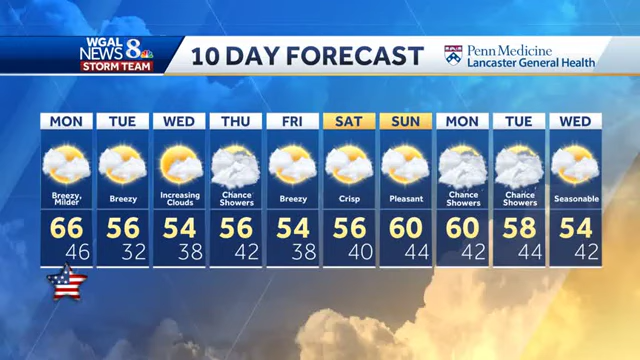 WGAL
NEWS 8
STORM TEAM
10 DAY FORECAST
Penn Medicine
Lancaster General Health
MON TUE WED THU FRI SAT SUN MON TUE WED
Breezy, Milder
Breezy
Increasing Clouds
Chance Showers
Breezy
Crisp
Pleasant
Chance Showers
Chance Showers
Seasonable
66 56 54 56 54 56 60 60 58 54
46 32 38 42 38 40 44 42 44 42